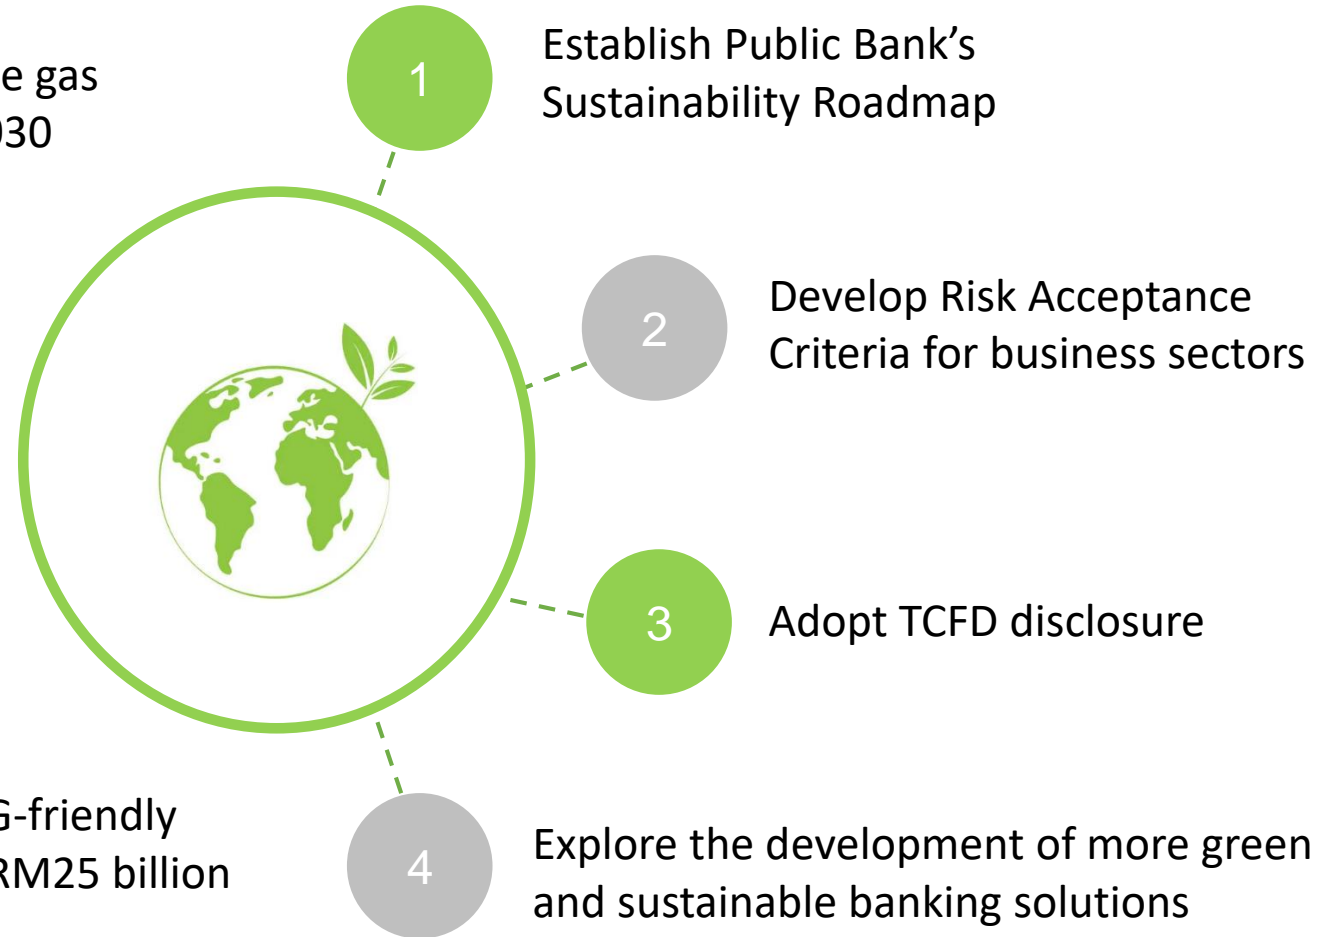 e gas
030
1
Establish Public Bank's
Sustainability Roadmap
2
Develop Risk Acceptance
Criteria for business sectors
3
Adopt TCFD disclosure
G-friendly
RM25 billion
4
Explore the development of more green
and sustainable banking solutions